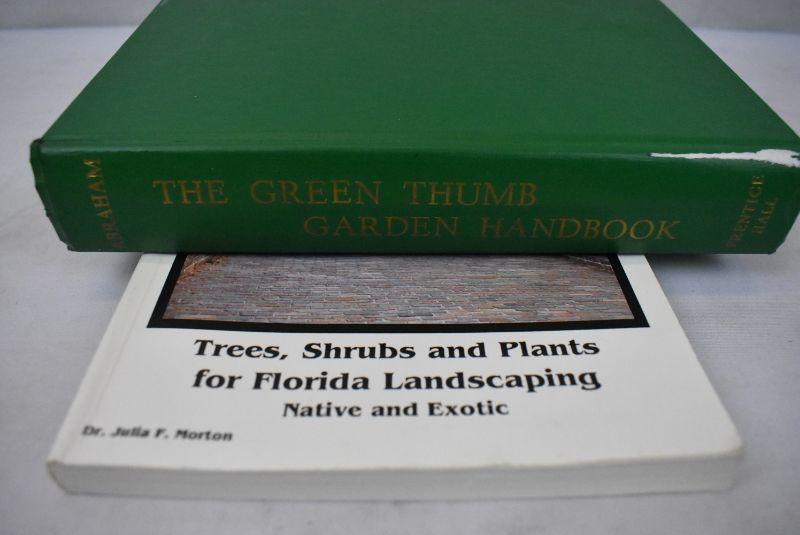 ABRAHAM
THE GREEN THUMB
GARDEN HANDBOOK
PRENTICE
HALL
Trees, Shrubs and Plants
for Florida Landscaping
Native and Exotic
Dr. Julia F. Morton